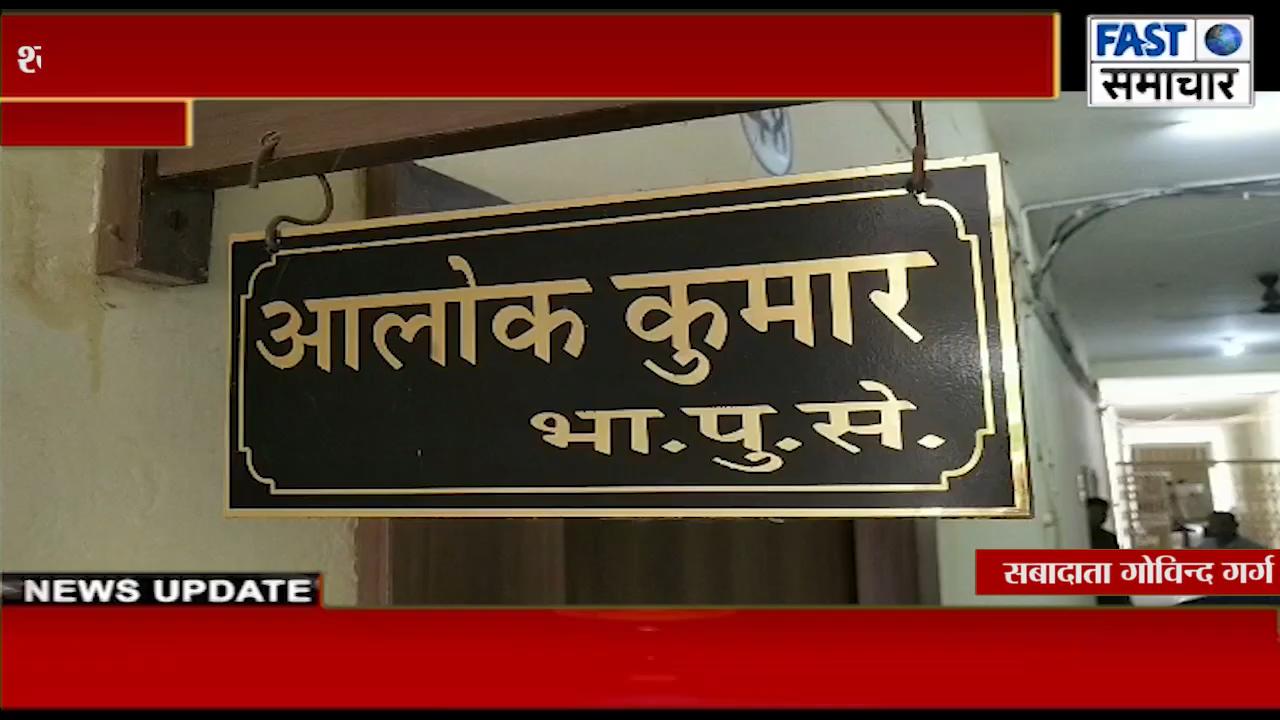 FAST
समाचार
आलोक कुमार
भा.पु.से.
सबादाता गोविन्द गर्ग
NEWS UPDATE